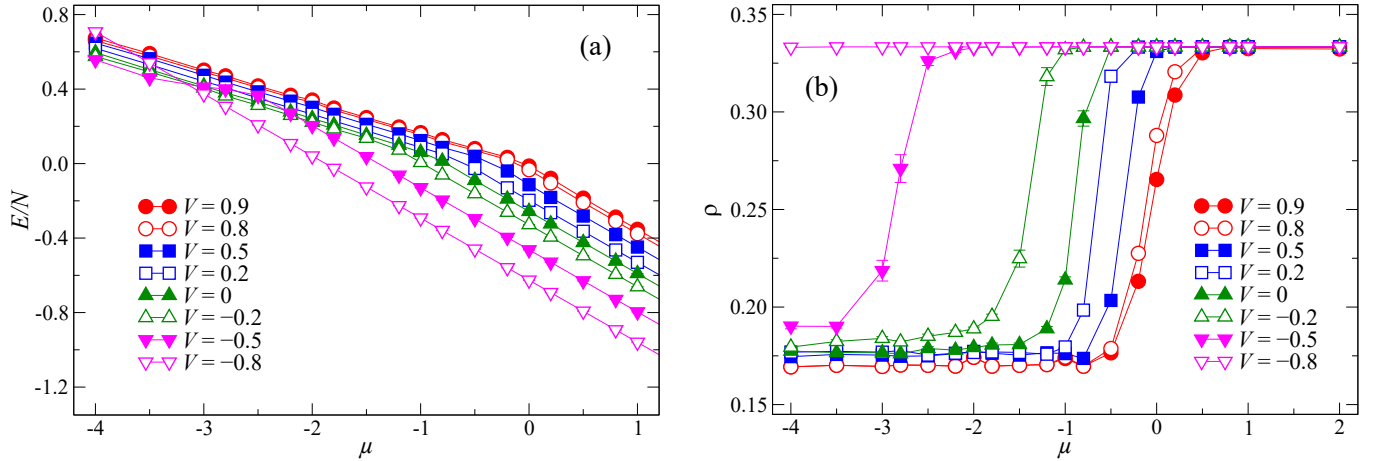 0.8
0.4
0.0
-0.4
-0.8
-1.2
E/N
(a)
V = 0.9
V = 0.8
V = 0.5
V = 0.2
V = 0
V = −0.2
V = −0.5
V = −0.8
-4
-3
-2
-1
0
1
μ
0.35
0.30
0.25
0.20
0.15
ρ
(b)
V = 0.9
V = 0.8
V = 0.5
V = 0.2
V = 0
V = −0.2
V = −0.5
V = −0.8
-4
-3
-2
-1
0
1
2
μ